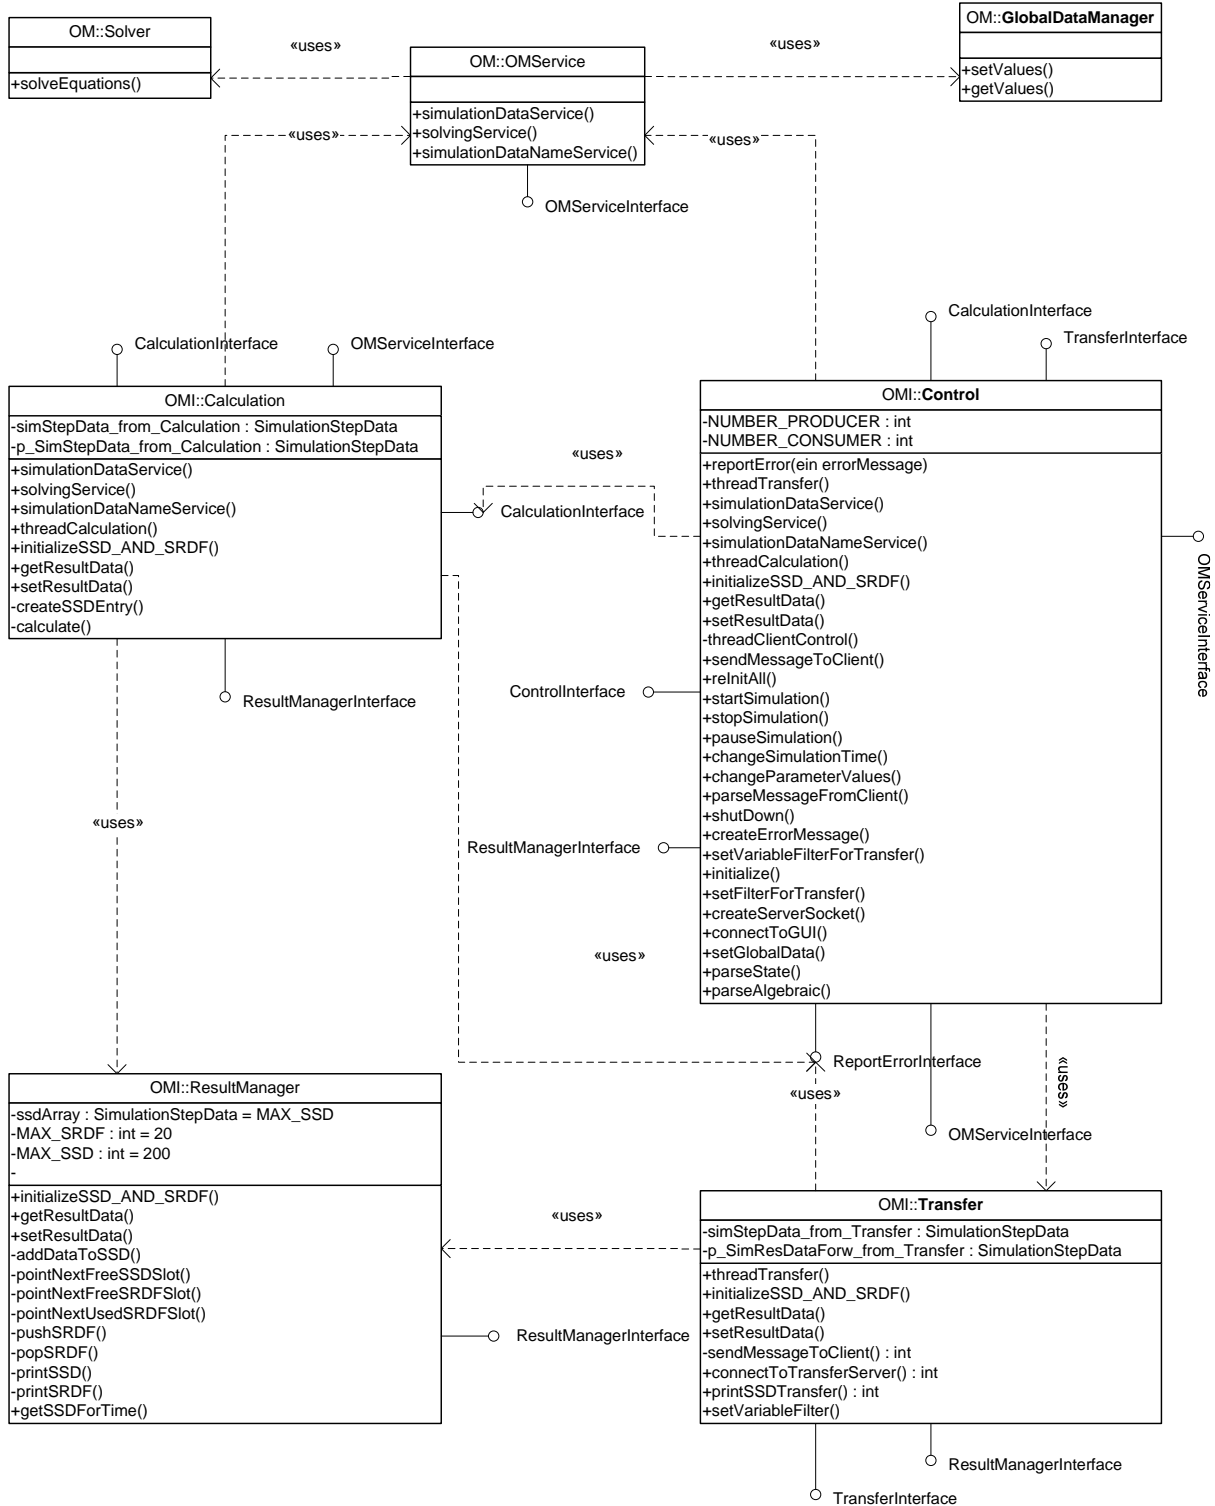 OM::Solver
+solveEquations()
«uses»
OM::OMService
+simulationDataService()
+solvingService()
+simulationDataNameService()
«uses»
OM::GlobalDataManager
+setValues()
+getValues()
«uses»
«uses»
OMServiceInterface
CalculationInterface
OMServiceInterface
CalculationInterface
TransferInterface
OMI::Calculation
-simStepData_from_Calculation : SimulationStepData
-p_SimStepData_from_Calculation : SimulationStepData
+simulationDataService()
+solvingService()
+simulationDataNameService()
+threadCalculation()
+initializeSSD_AND_SRDF()
+getResultData()
+setResultData()
-createSSDEntry()
-calculate()
«uses»
CalculationInterface
ResultManagerInterface
OMI::Control
-NUMBER_PRODUCER : int
-NUMBER_CONSUMER : int
+reportError(ein errorMessage)
+threadTransfer()
+simulationDataService()
+solvingService()
+simulationDataNameService()
+threadCalculation()
+initializeSSD_AND_SRDF()
+getResultData()
+setResultData()
-threadClientControl()
+sendMessageToClient()
+reInitAll()
+startSimulation()
+stopSimulation()
+pauseSimulation()
+changeSimulationTime()
+changeParameterValues()
+parseMessageFromClient()
+shutDown()
+createErrorMessage()
+setVariableFilterForTransfer()
+initialize()
+setFilterForTransfer()
+createServerSocket()
+connectToGUI()
+setGlobalData()
+parseState()
+parseAlgebraic()
OMServiceInterface
ControlInterface
ResultManagerInterface
«uses»
«uses»
ReportErrorInterface
«uses»
«uses»
OMServiceInterface
OMI::ResultManager
-ssdArray : SimulationStepData = MAX_SSD
-MAX_SRDF : int = 20
-MAX_SSD : int = 200
-
+initializeSSD_AND_SRDF()
+getResultData()
+setResultData()
-addDataToSSD()
-pointNextFreeSSDSlot()
-pointNextFreeSRDFSlot()
-pointNextUsedSRDFSlot()
-pushSRDF()
-popSRDF()
-printSSD()
-printSRDF()
+getSSDForTime()
«uses»
ResultManagerInterface
OMI::Transfer
-simStepData_from_Transfer : SimulationStepData
-p_SimResDataForw_from_Transfer : SimulationStepData
+threadTransfer()
+initializeSSD_AND_SRDF()
+getResultData()
+setResultData()
-sendMessageToClient() : int
+connectToTransferServer() : int
+printSSDTransfer() : int
+setVariableFilter()
ResultManagerInterface
TransferInterface